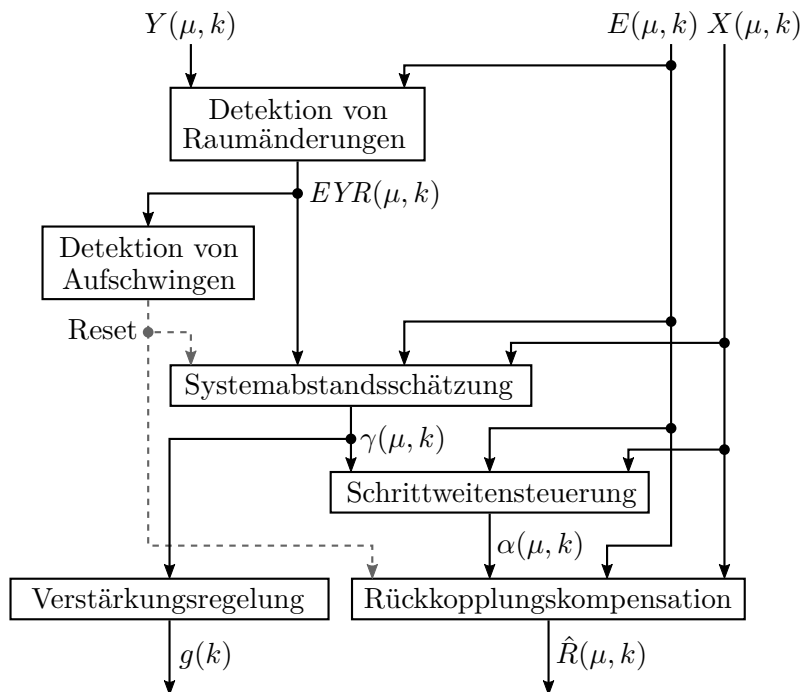 Y(μ, k)
E(μ, k)
X(μ, k)
Detektion von
Raumänderungen
EYR(μ, k)
Detektion von
Aufschwingen
Reset
Systemabstandsschätzung
γ(μ, k)
Schrittweitensteuerung
α(μ, k)
Verstärkungsregelung
Rückkopplungskompensation
g(k)
R̂(μ, k)